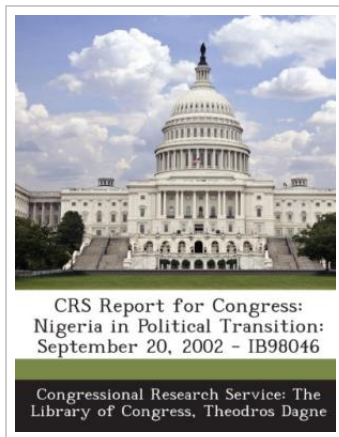 CRS Report for Congress:
Nigeria in Political Transition:
September 20, 2002 - IB98046
Congressional Research Service: The
Library of Congress, Theodros Dagne